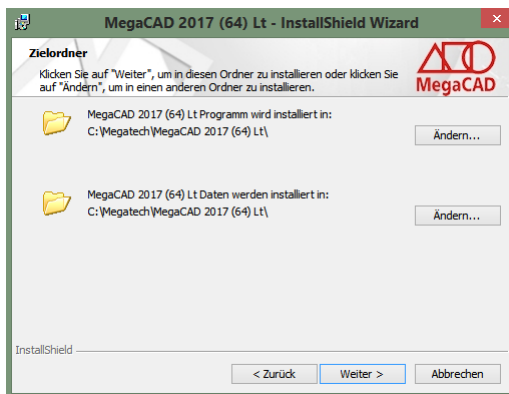 MegaCAD 2017 (64) Lt - InstallShield Wizard
Zielordner
Klicken Sie auf "Weiter", um in diesen Ordner zu installieren oder klicken Sie
auf "Ändern", um in einen anderen Ordner zu installieren.
MegaCAD
MegaCAD 2017 (64) Lt Programm wird installiert in:
C:\Megatech\MegaCAD 2017 (64) Lt\
Ändern...
MegaCAD 2017 (64) Lt Daten werden installiert in:
C:\Megatech\MegaCAD 2017 (64) Lt\
Ändern...
InstallShield
< Zurück
Weiter >
Abbrechen